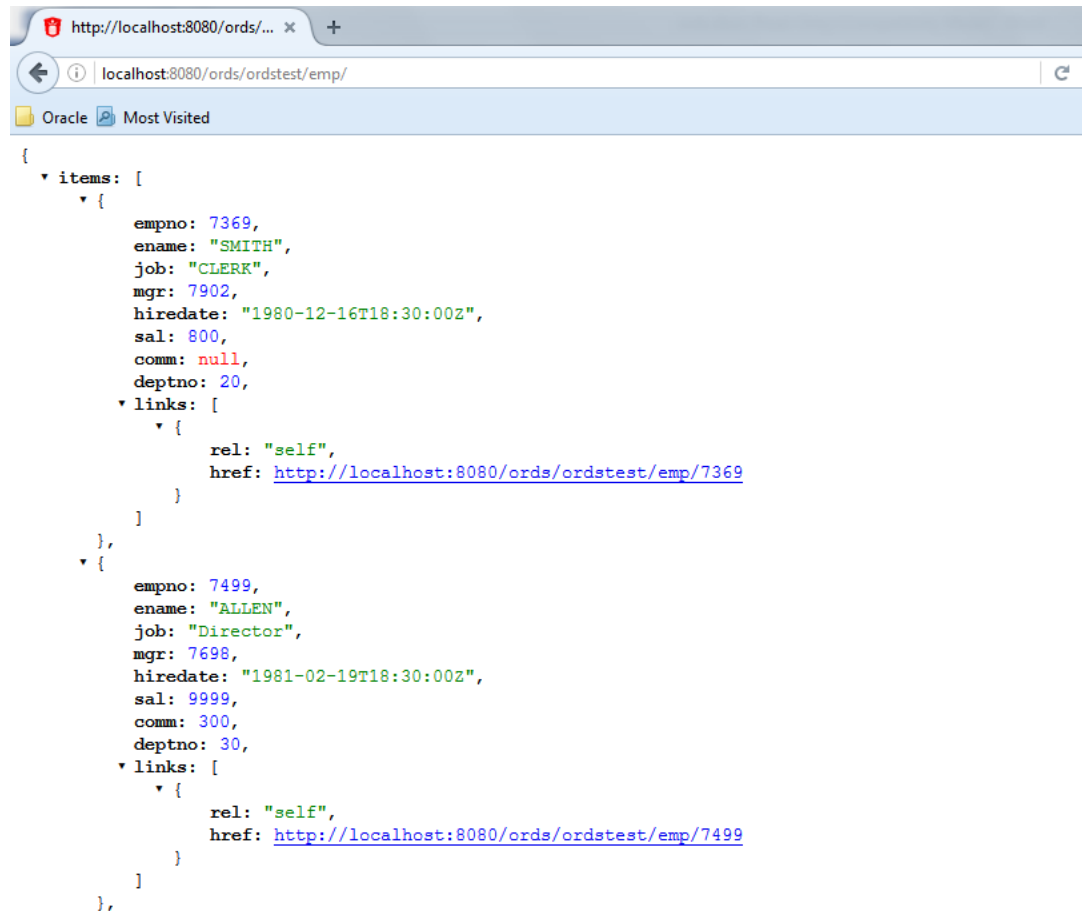 http://localhost:8080/ords/... × +
localhost:8080/ords/ordstest/emp/
Oracle Most Visited
{
items: [
{
empno: 7369,
ename: "SMITH",
job: "CLERK",
mgr: 7902,
hiredate: "1980-12-16T18:30:00Z",
sal: 800,
comm: null,
deptno: 20,
links: [
{
rel: "self",
href: http://localhost:8080/ords/ordstest/emp/7369
}
]
},
{
empno: 7499,
ename: "ALLEN",
job: "Director",
mgr: 7698,
hiredate: "1981-02-19T18:30:00Z",
sal: 9999,
comm: 300,
deptno: 30,
links: [
{
rel: "self",
href: http://localhost:8080/ords/ordstest/emp/7499
}
]
},